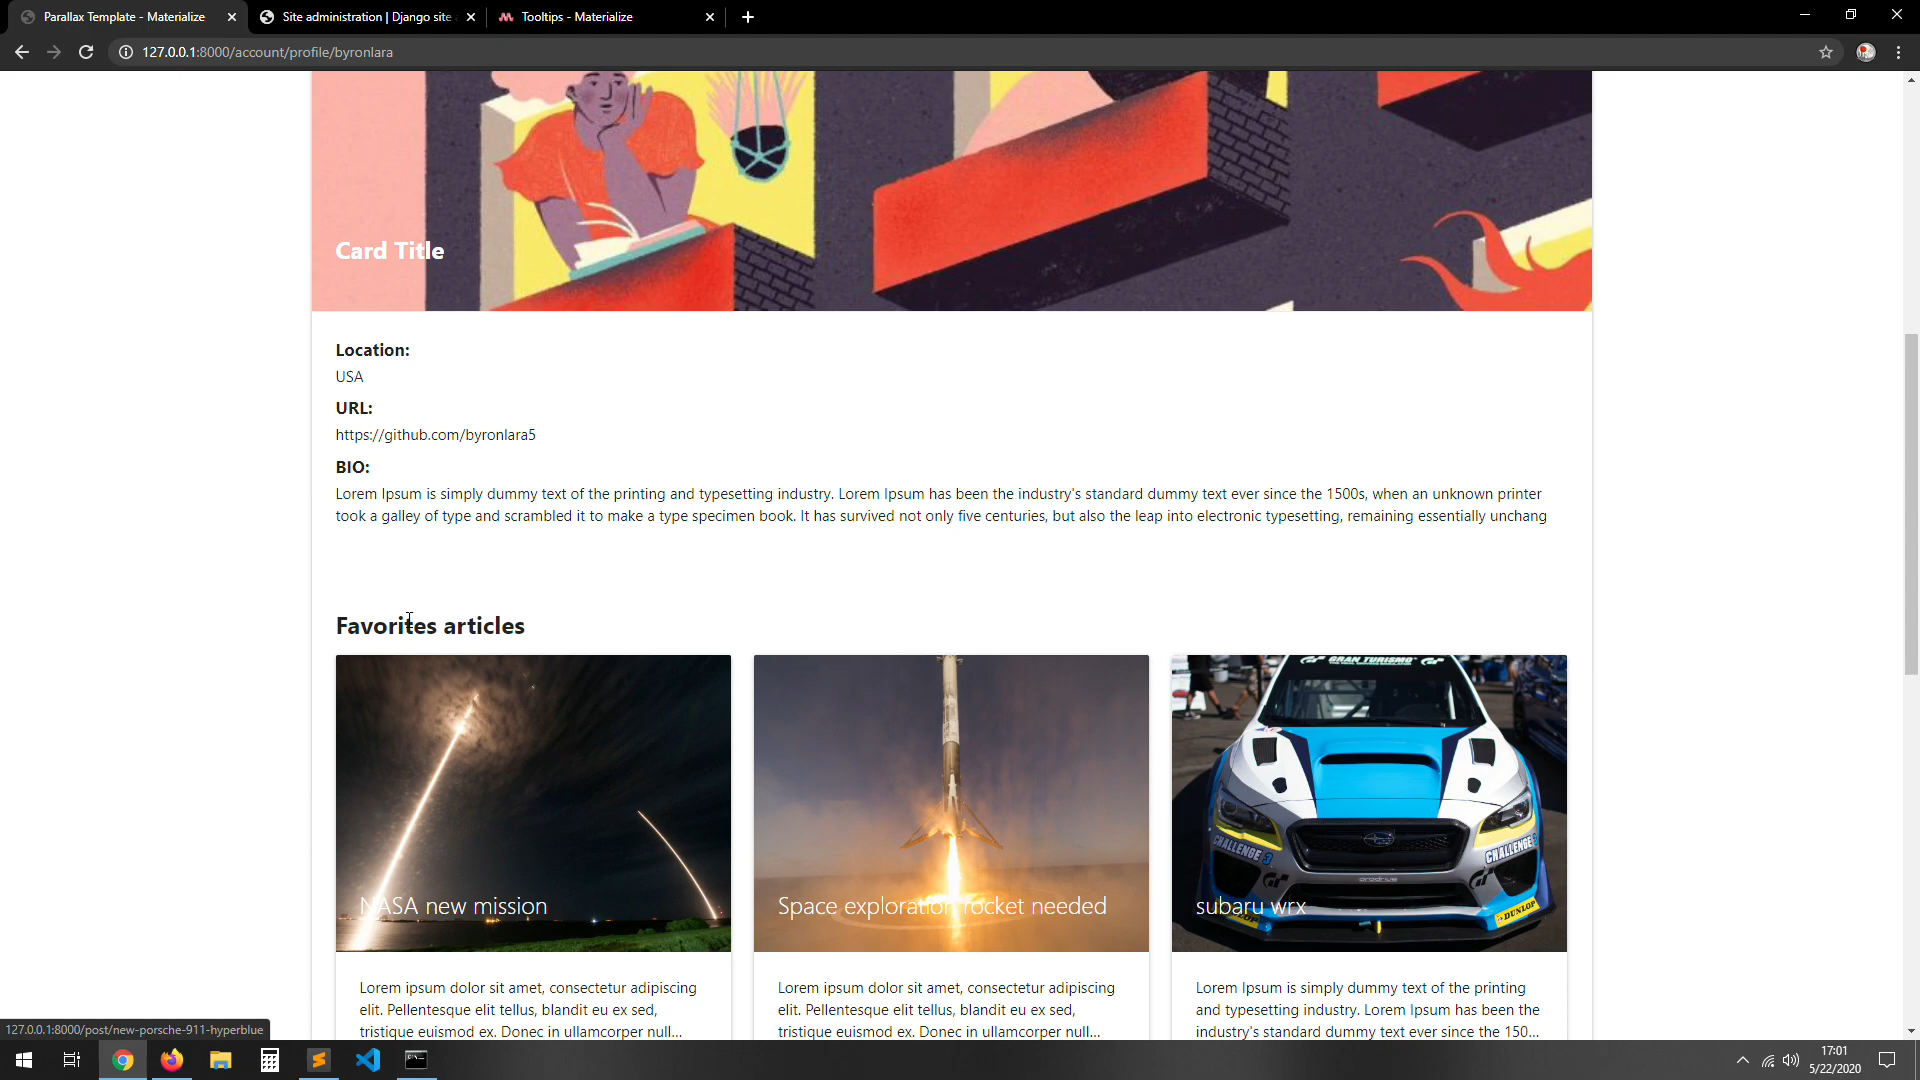 Parallax Template - Materialize
Site administration | Django site a
Tooltips - Materialize
127.0.0.1:8000/account/profile/byronlara
Card Title
Location:
USA
URL:
https://github.com/byronlara5
BIO:
Lorem Ipsum is simply dummy text of the printing and typesetting industry. Lorem Ipsum has been the industry's standard dummy text ever since the 1500s, when an unknown printer
took a galley of type and scrambled it to make a type specimen book. It has survived not only five centuries, but also the leap into electronic typesetting, remaining essentially unchang
Favorites articles
GRAN TURISMO
CHALLENGE 3
CHALLENGE
prodrive
DUNLOP
NASA new mission
Space exploration rocket needed
subaru wrx
Lorem ipsum dolor sit amet, consectetur adipiscing
elit. Pellentesque elit tellus, blandit eu ex sed,
tristique euismod ex. Donec in ullamcorper null...
Lorem ipsum dolor sit amet, consectetur adipiscing
elit. Pellentesque elit tellus, blandit eu ex sed,
tristique euismod ex. Donec in ullamcorper null...
Lorem Ipsum is simply dummy text of the printing
and typesetting industry. Lorem Ipsum has been the
industry's standard dummy text ever since the 150...
127.0.0.1:8000/post/new-porsche-911-hyperblue
17:01
5/22/2020